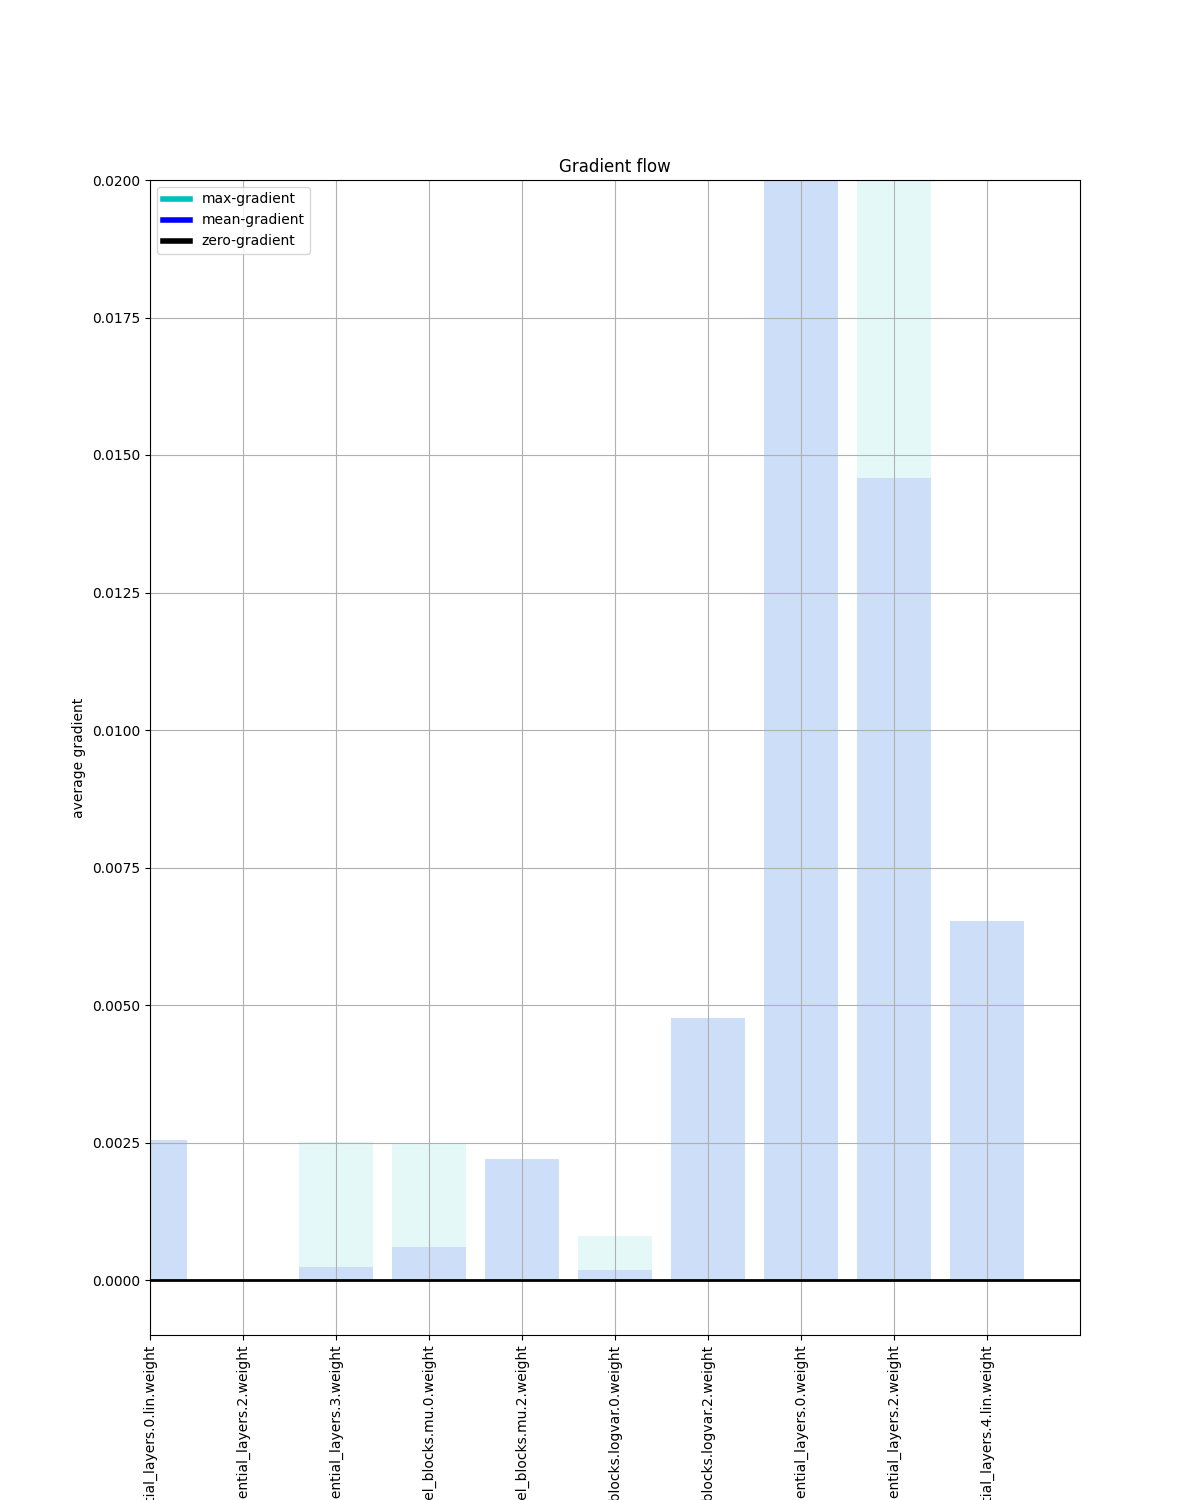 Gradient flow
max-gradient
mean-gradient
zero-gradient
0.0200
0.0175
0.0150
0.0125
0.0100
0.0075
0.0050
0.0025
0.0000
average gradient
tial_layers.0.lin.weight
ential_layers.2.weight
ential_layers.3.weight
el_blocks.mu.0.weight
el_blocks.mu.2.weight
blocks.logvar.0.weight
blocks.logvar.2.weight
ential_layers.0.weight
ential_layers.2.weight
tial_layers.4.lin.weight